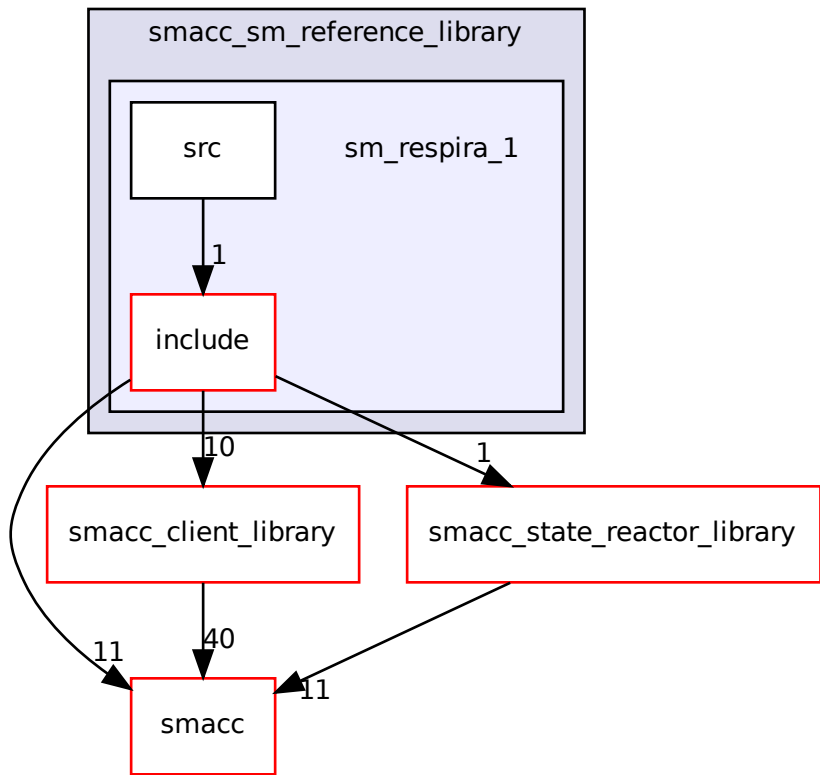 smacc_sm_reference_library
src
sm_respira_1
1
include
10
1
smacc_client_library
smacc_state_reactor_library
11
40
11
smacc